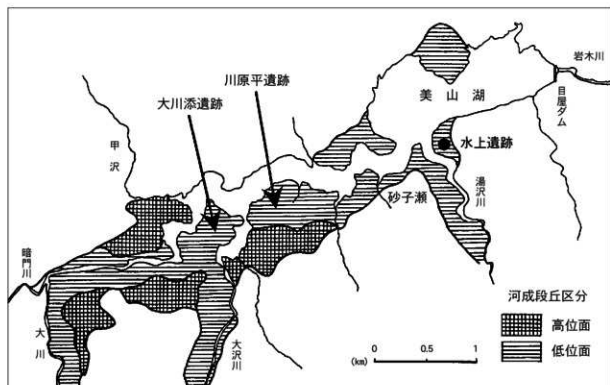 岩木川
美山湖
目屋ダム
川原平遺跡
大川添遺跡
水上遺跡
甲沢
湯沢川
砂子瀬
暗門川
大川
大沢川
河成段丘区分
高位面
低位面
0 0.5 1
(km)